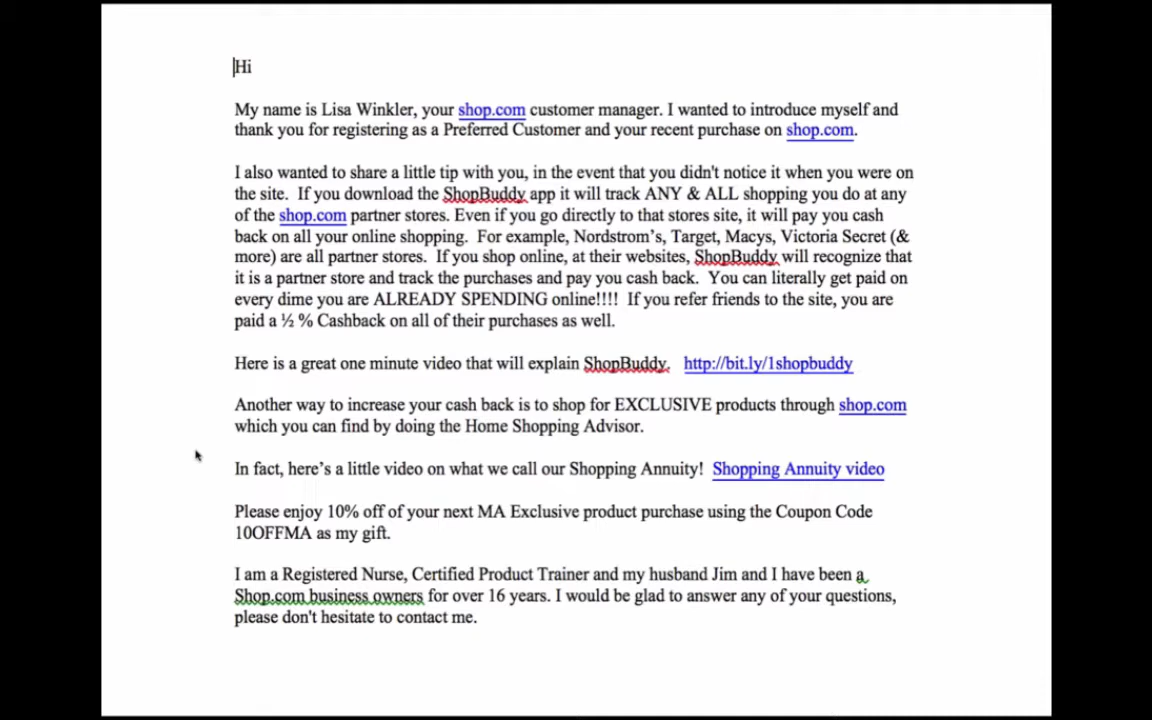 Hi
My name is Lisa Winkler, your shop.com customer manager. I wanted to introduce myself and
thank you for registering as a Preferred Customer and your recent purchase on shop.com.
I also wanted to share a little tip with you, in the event that you didn't notice it when you were on
the site.  If you download the ShopBuddy app it will track ANY & ALL shopping you do at any
of the shop.com partner stores. Even if you go directly to that stores site, it will pay you cash
back on all your online shopping.  For example, Nordstrom’s, Target, Macys, Victoria Secret (&
more) are all partner stores.  If you shop online, at their websites, ShopBuddy will recognize that
it is a partner store and track the purchases and pay you cash back.  You can literally get paid on
every dime you are ALREADY SPENDING online!!!!  If you refer friends to the site, you are
paid a ½ % Cashback on all of their purchases as well.
Here is a great one minute video that will explain ShopBuddy.   http://bit.ly/1shopbuddy
Another way to increase your cash back is to shop for EXCLUSIVE products through shop.com
which you can find by doing the Home Shopping Advisor.
In fact, here’s a little video on what we call our Shopping Annuity!  Shopping Annuity video
Please enjoy 10% off of your next MA Exclusive product purchase using the Coupon Code
10OFFMA as my gift.
I am a Registered Nurse, Certified Product Trainer and my husband Jim and I have been a
Shop.com business owners for over 16 years. I would be glad to answer any of your questions,
please don't hesitate to contact me.